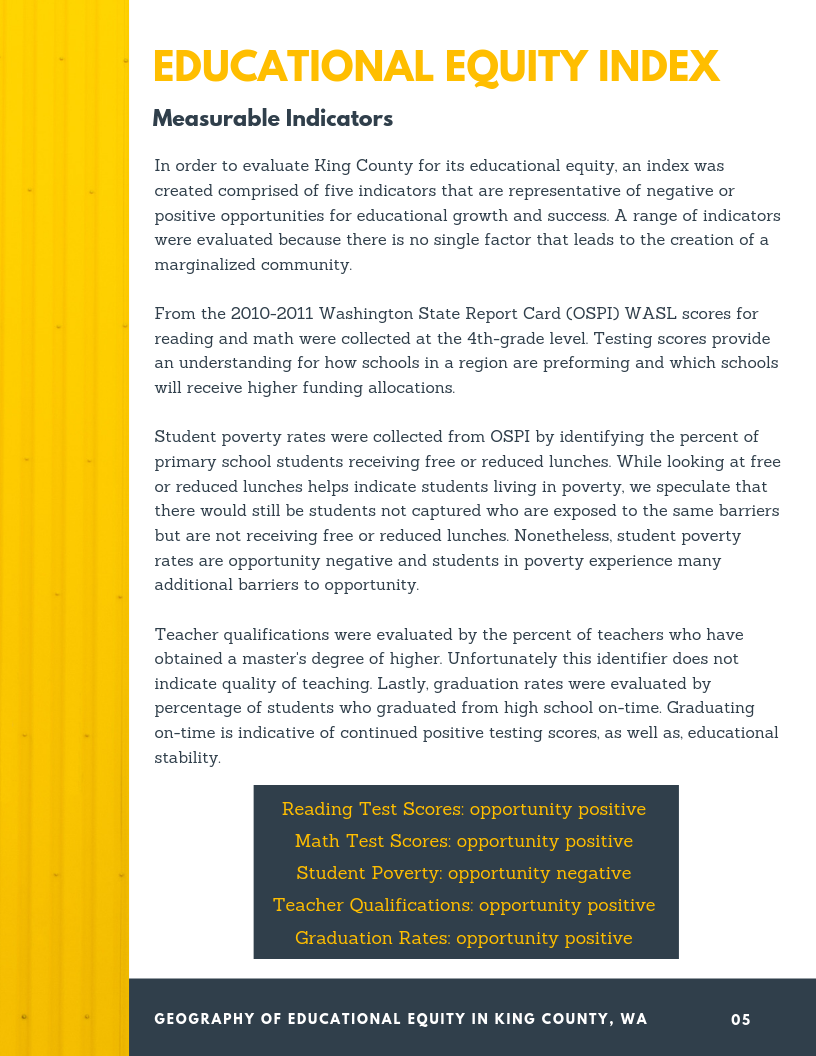 EDUCATIONAL EQUITY INDEX
Measurable Indicators
In order to evaluate King County for its educational equity, an index was
created comprised of five indicators that are representative of negative or
positive opportunities for educational growth and success. A range of indicators
were evaluated because there is no single factor that leads to the creation of a
marginalized community.
From the 2010-2011 Washington State Report Card (OSPI) WASL scores for
reading and math were collected at the 4th-grade level. Testing scores provide
an understanding for how schools in a region are preforming and which schools
will receive higher funding allocations.
Student poverty rates were collected from OSPI by identifying the percent of
primary school students receiving free or reduced lunches. While looking at free
or reduced lunches helps indicate students living in poverty, we speculate that
there would still be students not captured who are exposed to the same barriers
but are not receiving free or reduced lunches. Nonetheless, student poverty
rates are opportunity negative and students in poverty experience many
additional barriers to opportunity.
Teacher qualifications were evaluated by the percent of teachers who have
obtained a master's degree of higher. Unfortunately this identifier does not
indicate quality of teaching. Lastly, graduation rates were evaluated by
percentage of students who graduated from high school on-time. Graduating
on-time is indicative of continued positive testing scores, as well as, educational
stability.
Reading Test Scores: opportunity positive
Math Test Scores: opportunity positive
Student Poverty: opportunity negative
Teacher Qualifications: opportunity positive
Graduation Rates: opportunity positive
GEOGRAPHY OF EDUCATIONAL EQUITY IN KING COUNTY, WA 05